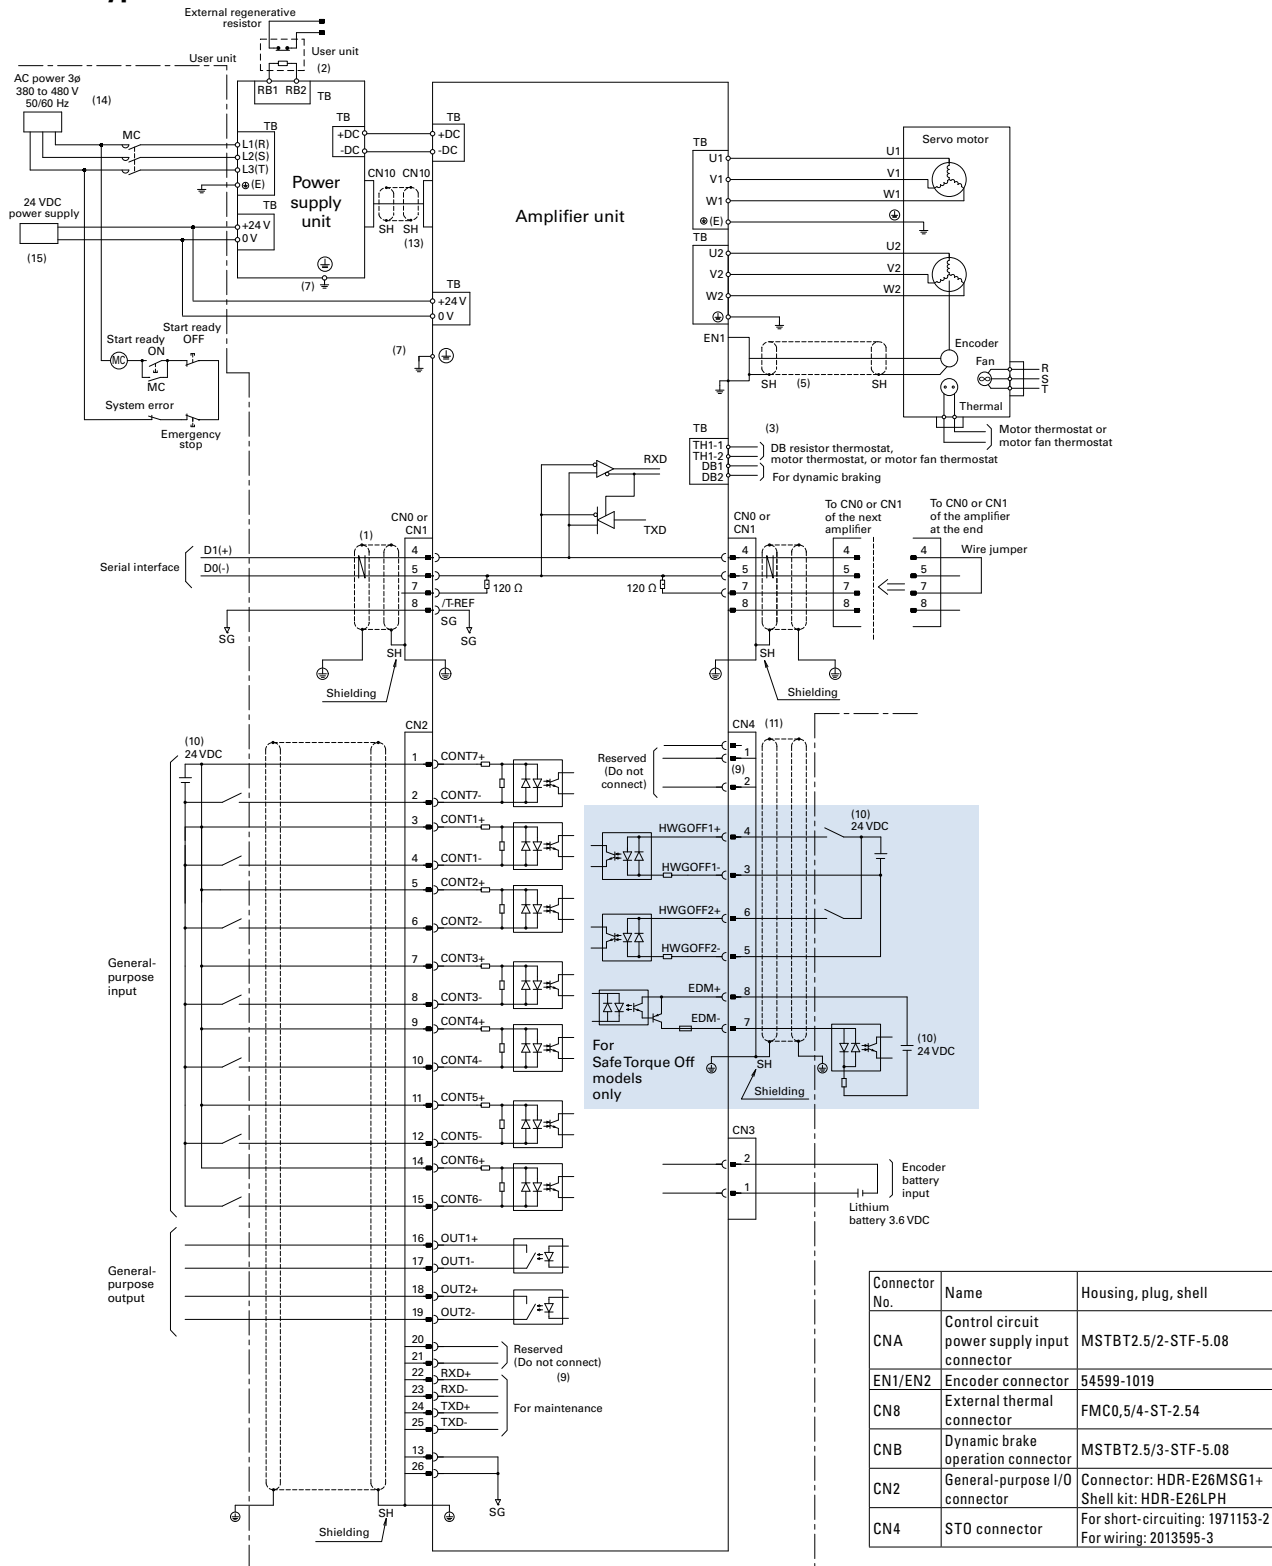 External regenerative
resistor
User unit
(2)
User unit
AC power 3ø
380 to 480 V
50/60 Hz
(14)
RB1 RB2
TB
MC
TB
L1(R)
L2(S)
L3(T)
(E)
TB
+DC
-DC
TB
+DC
-DC
Power
supply
unit
CN10 CN10
SH SH
(13)
24 VDC
power supply
(15)
TB
+24 V
0 V
(7)
TB
+24 V
0 V
(7)
Amplifier unit
Start ready
ON
Start ready
OFF
MC
MC
System error
Emergency
stop
TB
U1
V1
W1
(E)
TB
U2
V2
W2
EN1
SH
(5)
SH
U1
V1
W1
U2
V2
W2
Servo motor
Encoder
Fan
R
S
T
Thermal
Motor thermostat or
motor fan thermostat
TB
(3)
TH1-1
TH1-2
DB1
DB2
DB resistor thermostat,
motor thermostat, or motor fan thermostat
For dynamic braking
RXD
TXD
Serial interface
D1(+)
D0(-)
(1)
CN0 or
CN1
4
5
7
8
/T-REF
SG
SG
SG
120 Ω
120 Ω
SH
Shielding
CN0 or
CN1
4
5
7
8
SH
Shielding
To CN0 or CN1
of the next
amplifier
4
5
7
8
To CN0 or CN1
of the amplifier
at the end
4
5
7
8
Wire jumper
CN2
(10)
24 VDC
General-
purpose
input
1 CONT7+
2 CONT7-
3 CONT1+
4 CONT1-
5 CONT2+
6 CONT2-
7 CONT3+
8 CONT3-
9 CONT4+
10 CONT4-
11 CONT5+
12 CONT5-
14 CONT6+
15 CONT6-
General-
purpose
output
16 OUT1+
17 OUT1-
18 OUT2+
19 OUT2-
20
21
Reserved
(Do not connect)
(9)
22 RXD+
23 RXD-
24 TXD+
25 TXD-
For maintenance
13
26
SG
SH
Shielding
CN4
(11)
Reserved
(Do not
connect)
1
(9)
2
HWGOFF1+ 4
HWGOFF1- 3
HWGOFF2+ 6
HWGOFF2- 5
EDM+ 8
EDM- 7
(10)
24 VDC
(10)
24 VDC
For
Safe Torque Off
models
only
SH
Shielding
CN3
2
1
Encoder
battery
input
Lithium
battery 3.6 VDC
Connector No. Name Housing, plug, shell
CNA Control circuit power supply input connector MSTBT2.5/2-STF-5.08
EN1/EN2 Encoder connector 54599-1019
CN8 External thermal connector FMC0,5/4-ST-2.54
CNB Dynamic brake operation connector MSTBT2.5/3-STF-5.08
CN2 General-purpose I/O connector Connector: HDR-E26MSG1+ Shell kit: HDR-E26LPH
CN4 STO connector For short-circuiting: 1971153-2 For wiring: 2013595-3